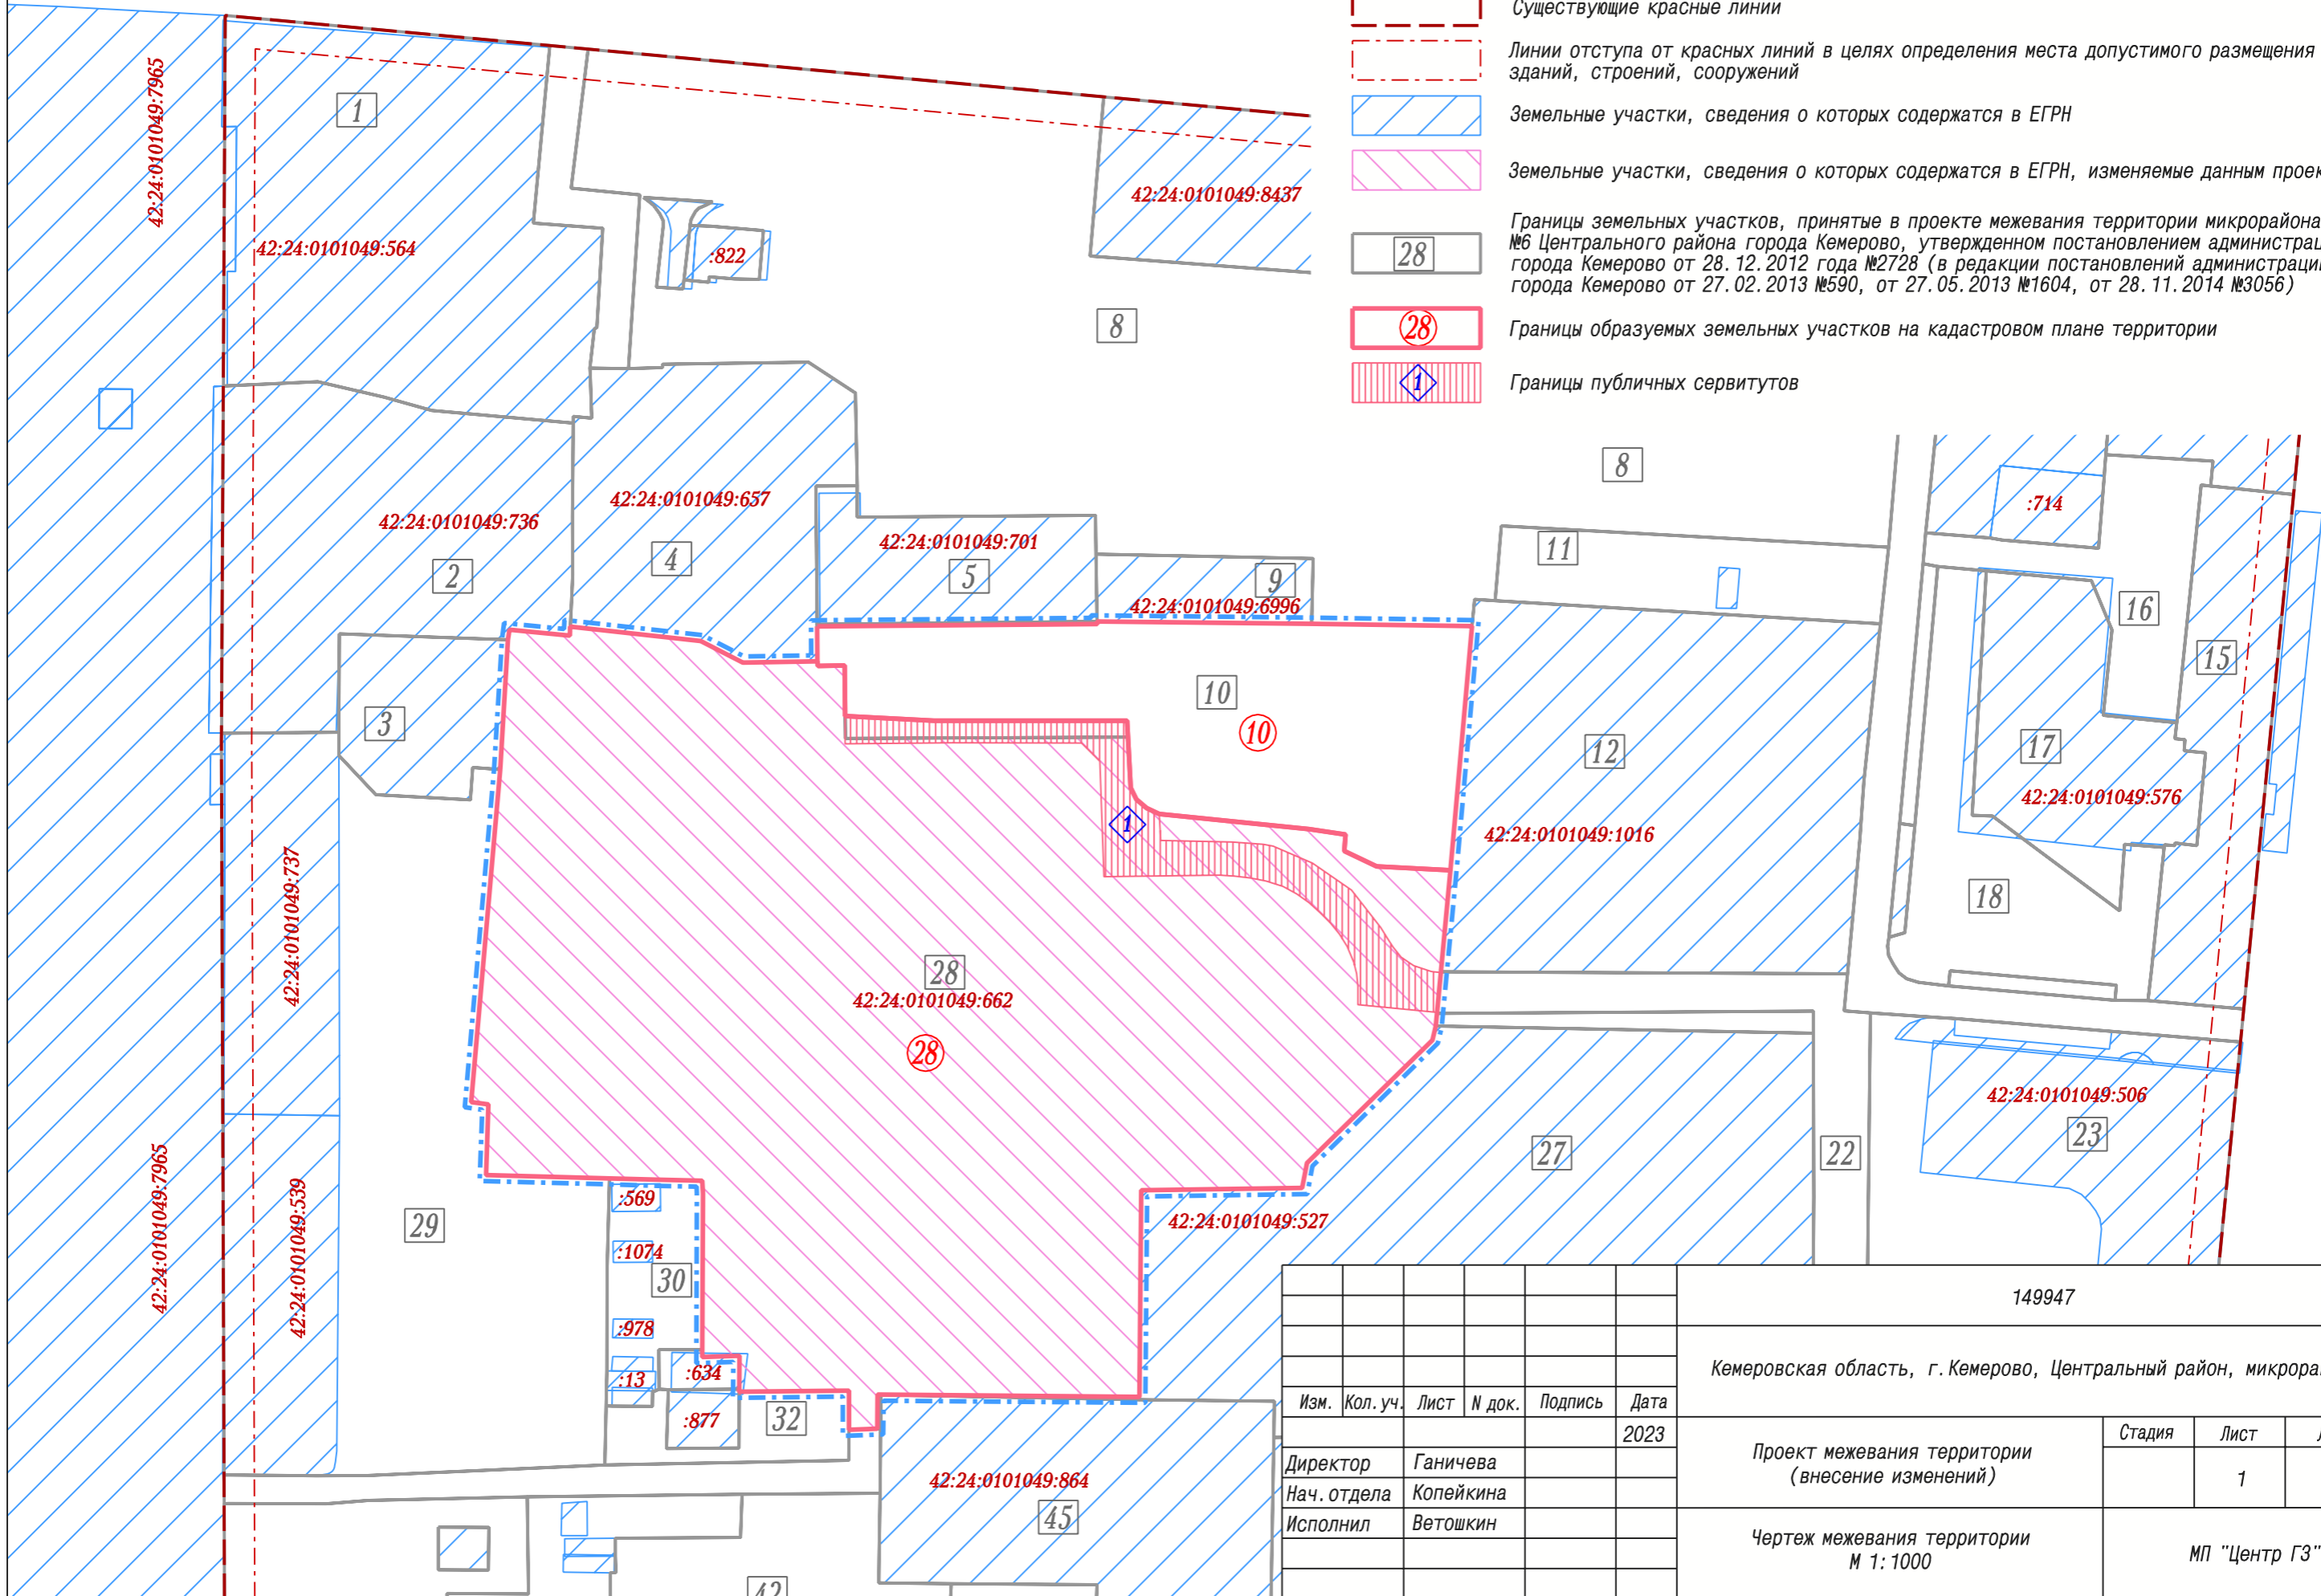 Существующие красные линии
Линии отступа от красных линий в целях определения места допустимого размещения
зданий, строений, сооружений
Земельные участки, сведения о которых содержатся в ЕГРН
Земельные участки, сведения о которых содержатся в ЕГРН, изменяемые данным
28
Границы земельных участков, принятые в проекте межевания территории микрорайона
№6 Центрального района города Кемерово, утвержденном постановлением
города Кемерово от 28.12.2012 года №2728 (в редакции постановлений
города Кемерово от 27.02.2013 №590, от 27.05.2013 №1604, от 28.11.2014 №3056)
28
Границы образуемых земельных участков на кадастровом плане территории
1
Границы публичных сервитутов
42:24:0101049:7965
1
42:24:0101049:564
:822
42:24:0101049:8437
8
8
42:24:0101049:736
2
42:24:0101049:657
4
42:24:0101049:701
5
9
42:24:0101049:6996
11
:714
16
15
3
10
10
12
17
42:24:0101049:576
42:24:0101049:1016
1
18
42:24:0101049:737
28
42:24:0101049:662
28
42:24:0101049:506
23
27
22
42:24:0101049:7965
42:24:0101049:539
29
:569
:1074
30
:978
:13
:634
:877
32
42:24:0101049:527
42:24:0101049:864
45
42
149947
Кемеровская область, г.Кемерово, Центральный район,
Изм. Кол.уч. Лист N док. Подпись Дата
2023
Директор Ганичева
Нач.отдела Копейкина
Исполнил Ветошкин
Проект межевания территории
(внесение изменений)
Стадия Лист
1
Чертеж межевания территории
М 1:1000
МП "Центр ГЗ"